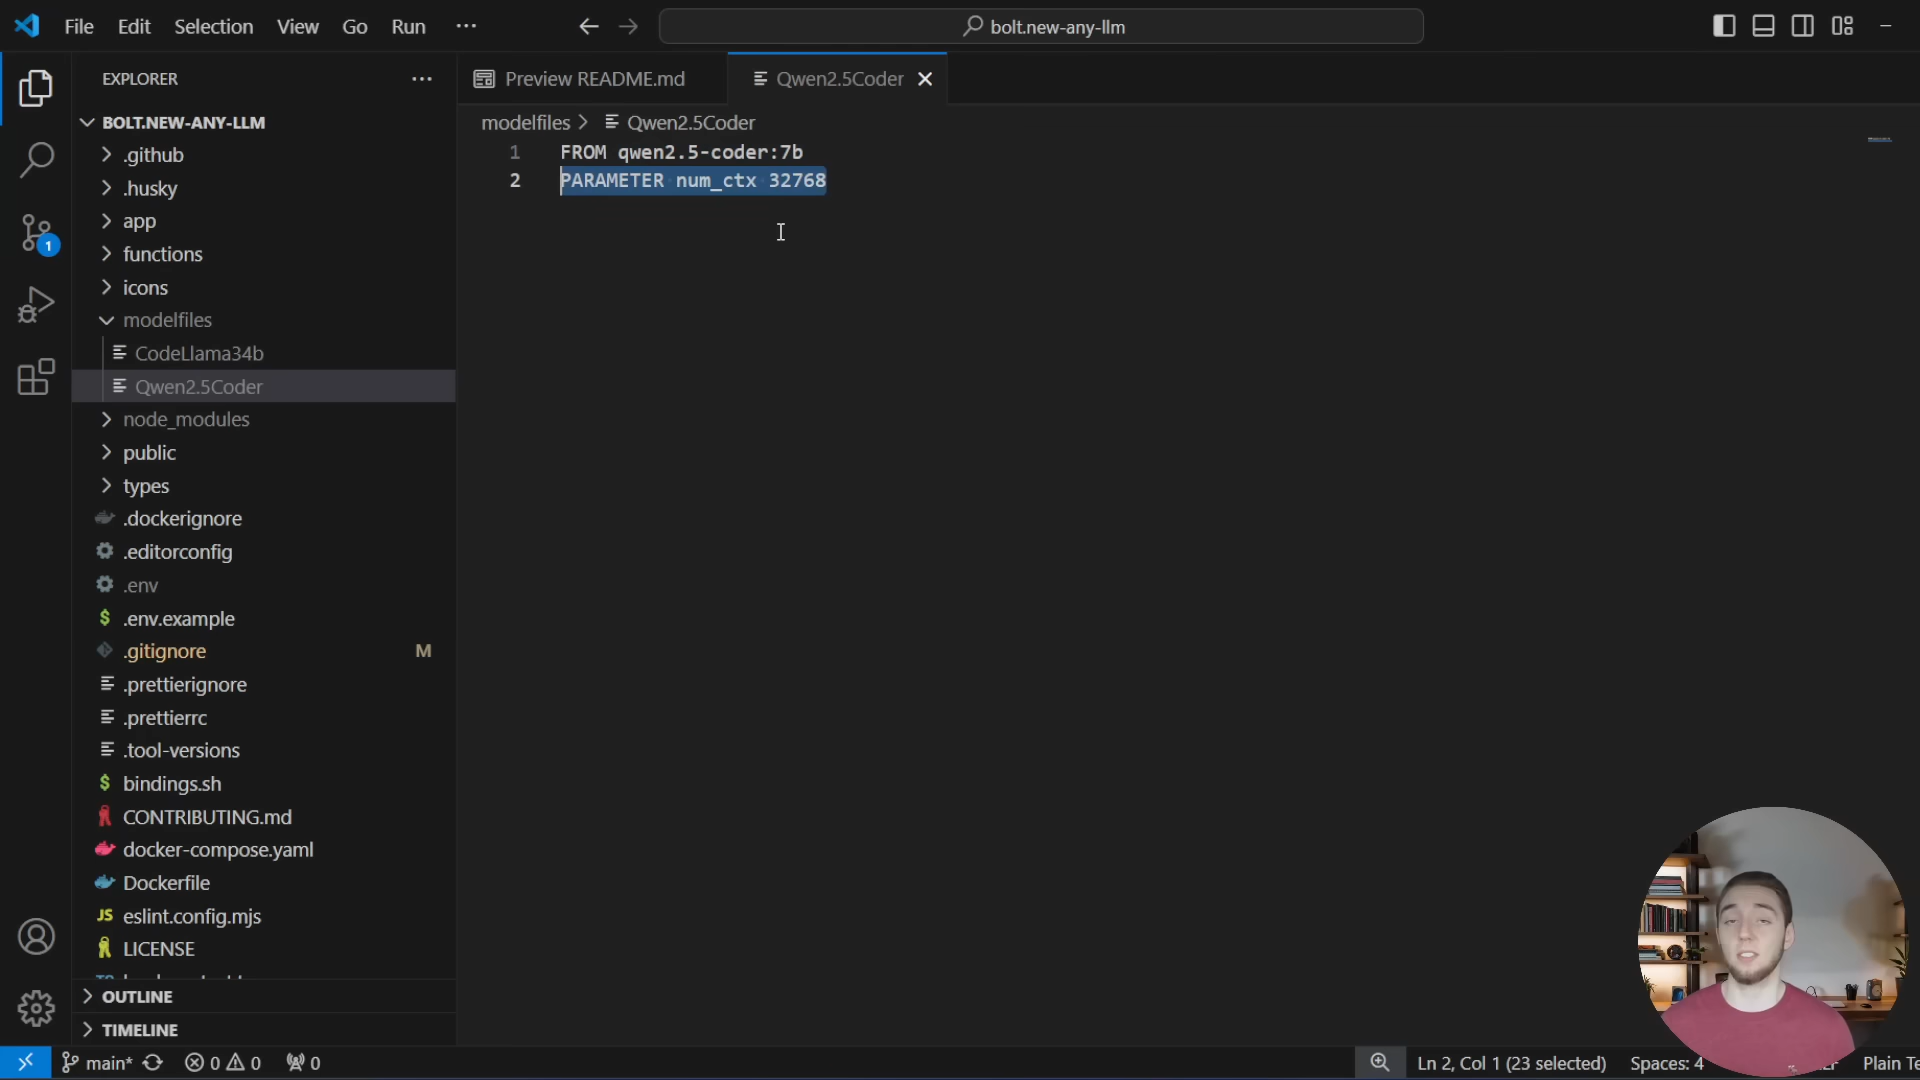 File Edit Selection View Go Run ···
bolt.new-any-llm
EXPLORER ···
BOLT.NEW-ANY-LLM
.github
.husky
app
functions
icons
modelfiles
CodeLlama34b
Qwen2.5Coder
node_modules
public
types
.dockerignore
.editorconfig
.env
$ .env.example
.gitignore M
.prettierignore
.prettierrc
.tool-versions
$ bindings.sh
CONTRIBUTING.md
docker-compose.yaml
Dockerfile
JS eslint.config.mjs
LICENSE
OUTLINE
TIMELINE
Preview README.md
Qwen2.5Coder
modelfiles > Qwen2.5Coder
1 FROM qwen2.5-coder:7b
2 PARAMETER num_ctx 32768
1
main* 0 0 0
Ln 2, Col 1 (23 selected) Spaces: 4 Plain Te